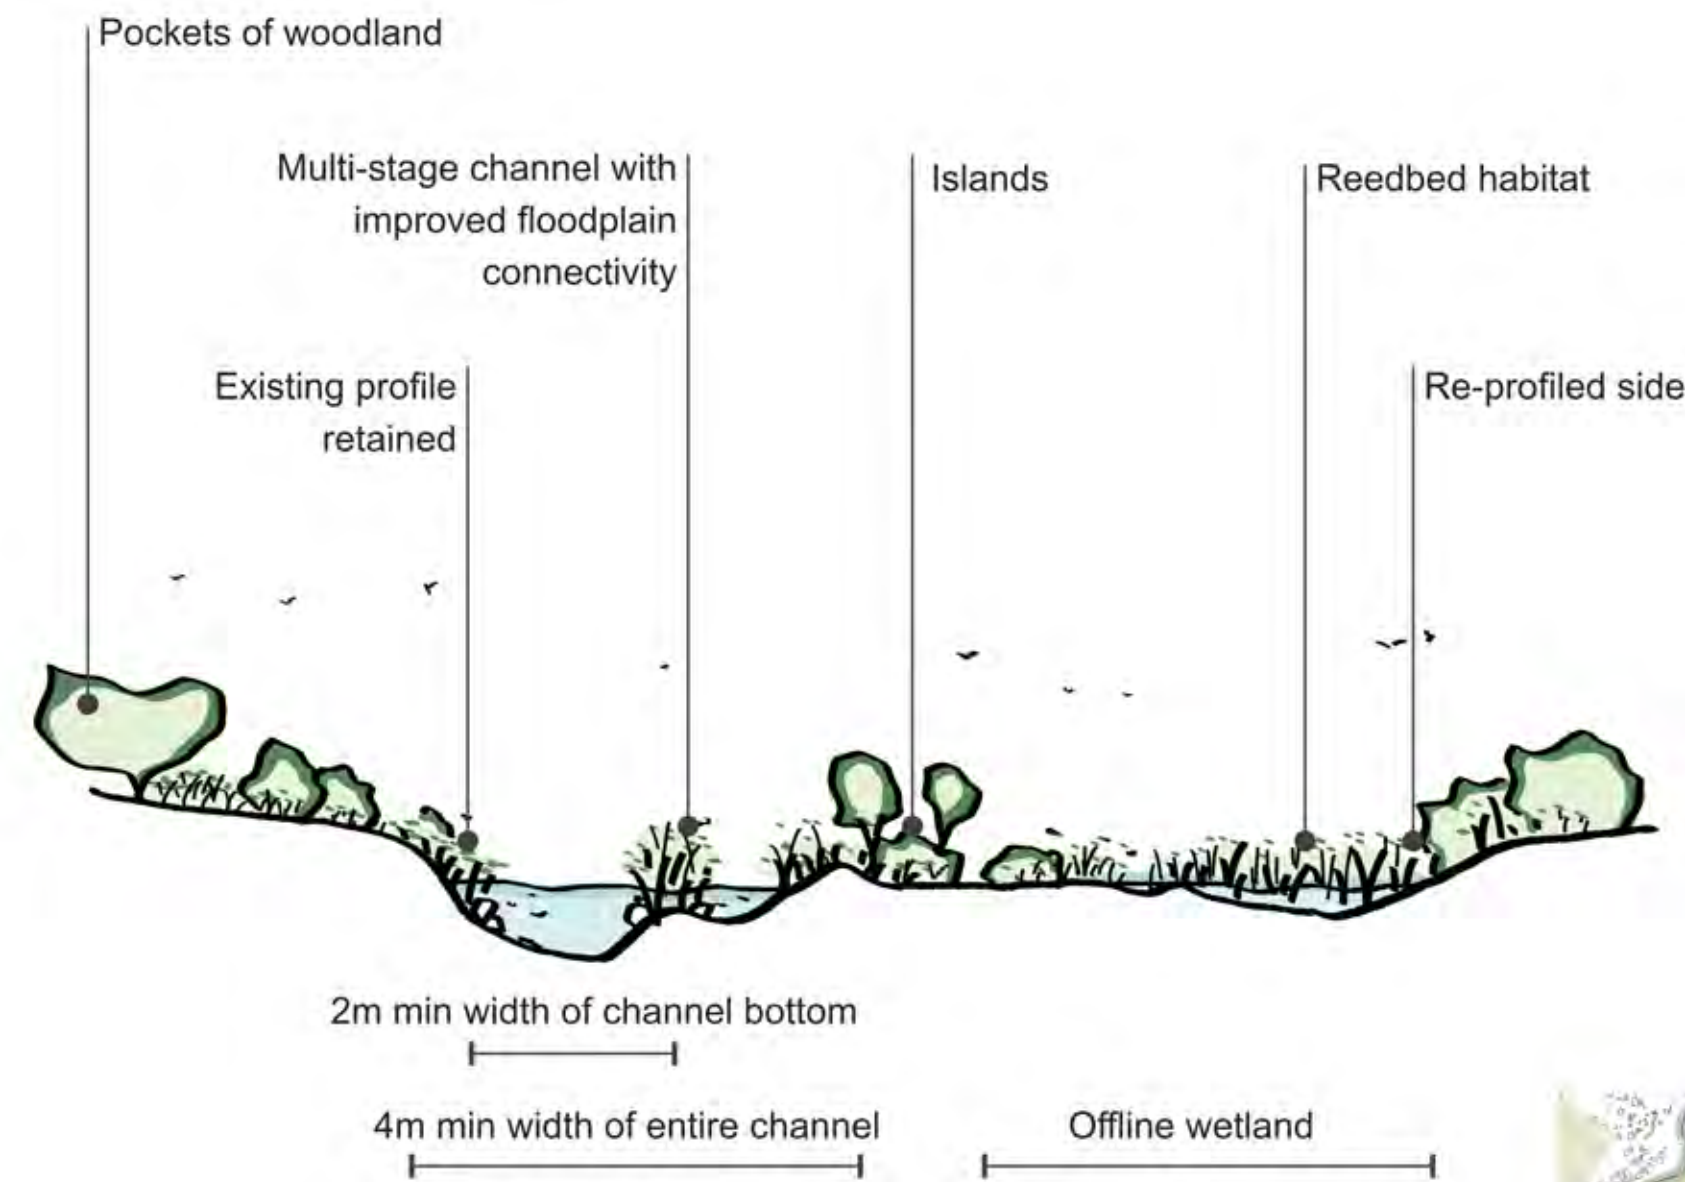 Pockets of woodland
Multi-stage channel with
improved floodplain
connectivity
Islands
Reedbed habitat
Existing profile
retained
Re-profiled side
2m min width of channel bottom
4m min width of entire channel
Offline wetland